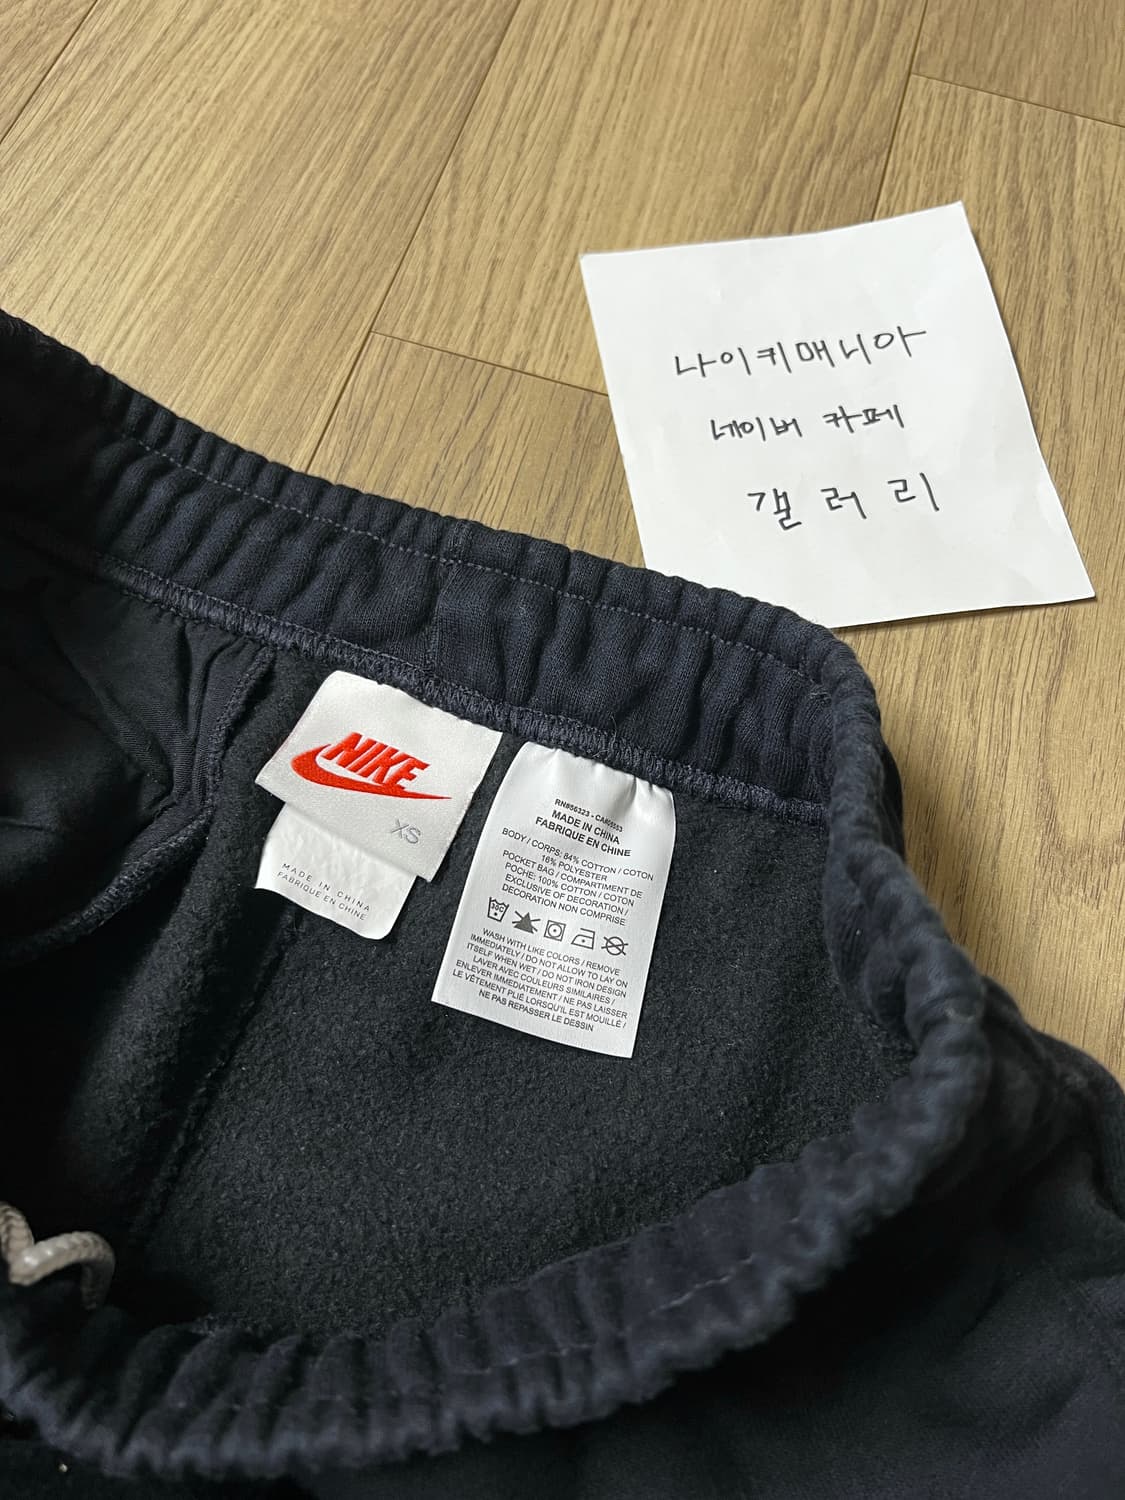 나이키매니아
네이버 카페
갤러리
NIKE
XS
MADE IN CHINA
FABRIQUE EN CHINE
RN856323 - CA805553
MADE IN CHINA
FABRIQUE EN CHINE
BODY / CORPS: 84% COTTON / COTON
16% POLYESTER
POCKET BAG / COMPARTIMENT DE
POCHE: 100% COTTON / COTON
EXCLUSIVE OF DECORATION /
DECORATION NON COMPRISE
30C
WASH WITH LIKE COLORS / REMOVE
IMMEDIATELY / DO NOT ALLOW TO LAY ON
ITSELF WHEN WET / DO NOT IRON DESIGN
LAVER AVEC COULEURS SIMILAIRES /
ENLEVER IMMEDIATEMENT / NE PAS LAISSER
LE VÊTEMENT PLIÉ LORSQU'IL EST MOUILLÉ /
NE PAS REPASSER LE DESSIN